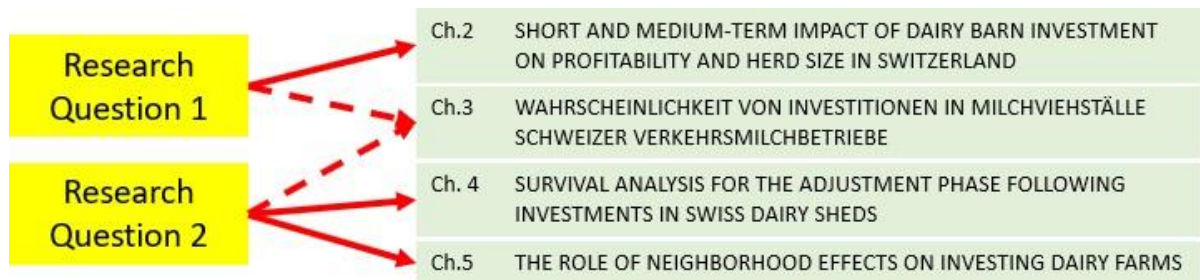 Research
Question 1
Research
Question 2
Ch.2 SHORT AND MEDIUM-TERM IMPACT OF DAIRY BARN INVESTMENT
ON PROFITABILITY AND HERD SIZE IN SWITZERLAND
Ch.3 WAHRSCHEINLICHKEIT VON INVESTITIONEN IN MILCHVIEHSTÄLLE
SCHWEIZER VERKEHRSMILCHBETRIEBE
Ch. 4 SURVIVAL ANALYSIS FOR THE ADJUSTMENT PHASE FOLLOWING
INVESTMENTS IN SWISS DAIRY SHEDS
Ch.5 THE ROLE OF NEIGHBORHOOD EFFECTS ON INVESTING DAIRY FARMS